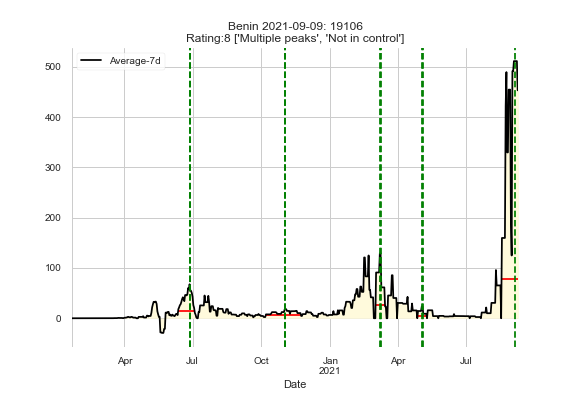 Benin 2021-09-09: 19106
Rating:8 ['Multiple peaks', 'Not in control']
Average-7d
500
400
300
200
100
0
Apr Jul Oct Jan Apr Jul
2021
Date